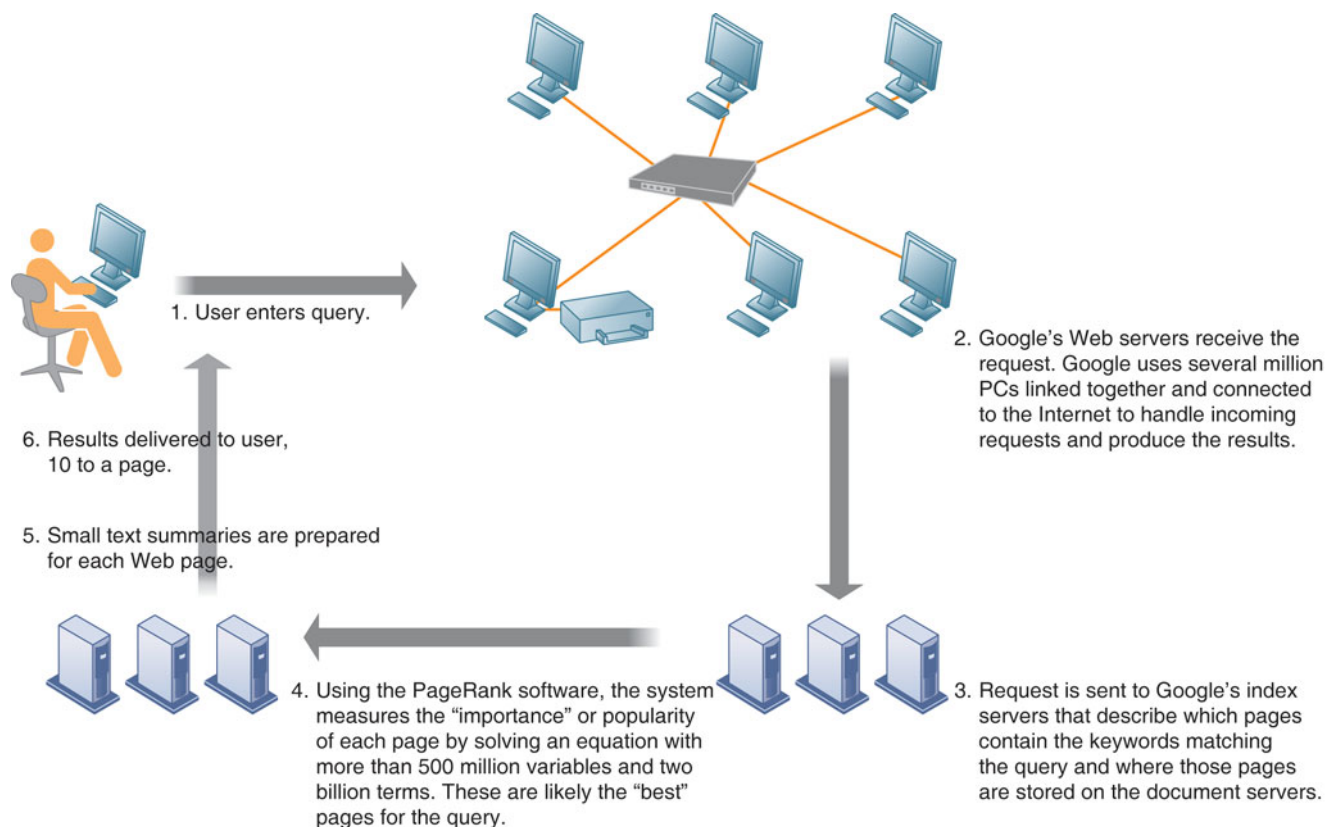 1. User enters query.
2. Google’s Web servers receive the
request. Google uses several million
PCs linked together and connected
to the Internet to handle incoming
requests and produce the results.
3. Request is sent to Google’s index
servers that describe which pages
contain the keywords matching
the query and where those pages
are stored on the document servers.
4. Using the PageRank software, the system
measures the “importance” or popularity
of each page by solving an equation with
more than 500 million variables and two
billion terms. These are likely the “best”
pages for the query.
5. Small text summaries are prepared
for each Web page.
6. Results delivered to user,
10 to a page.